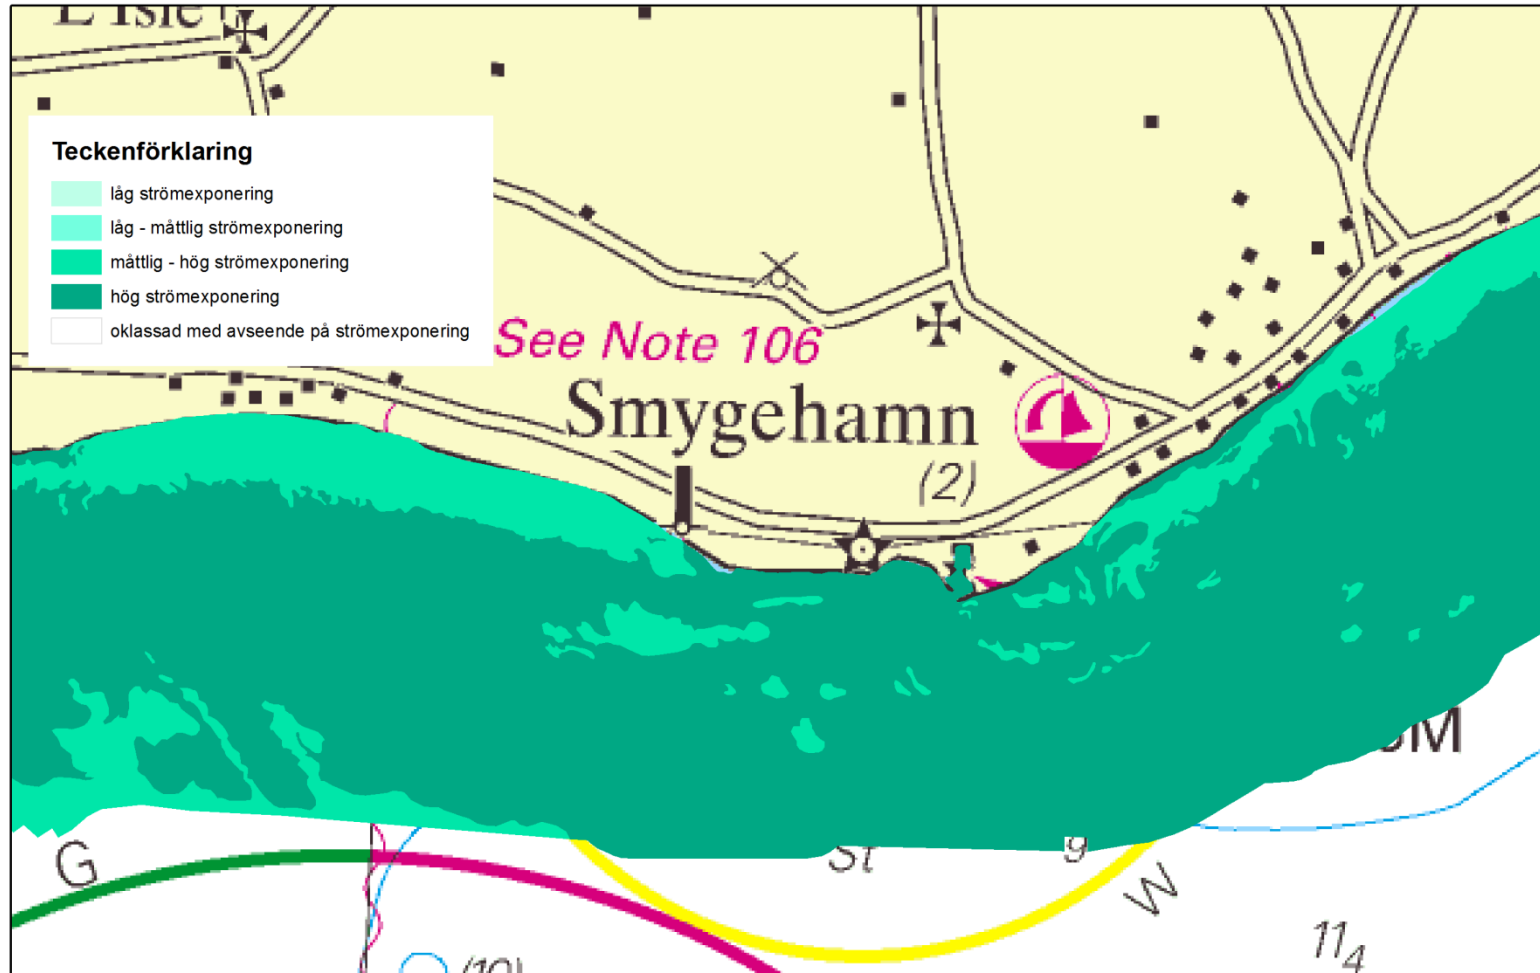 L'Isle
Teckenförklaring
låg strömexponering
låg - måttlig strömexponering
måttlig - hög strömexponering
hög strömexponering
oklassad med avseende på strömexponering
See Note 106
Smygehamn
(2)
M
G
St
9
W
11₄
(10)